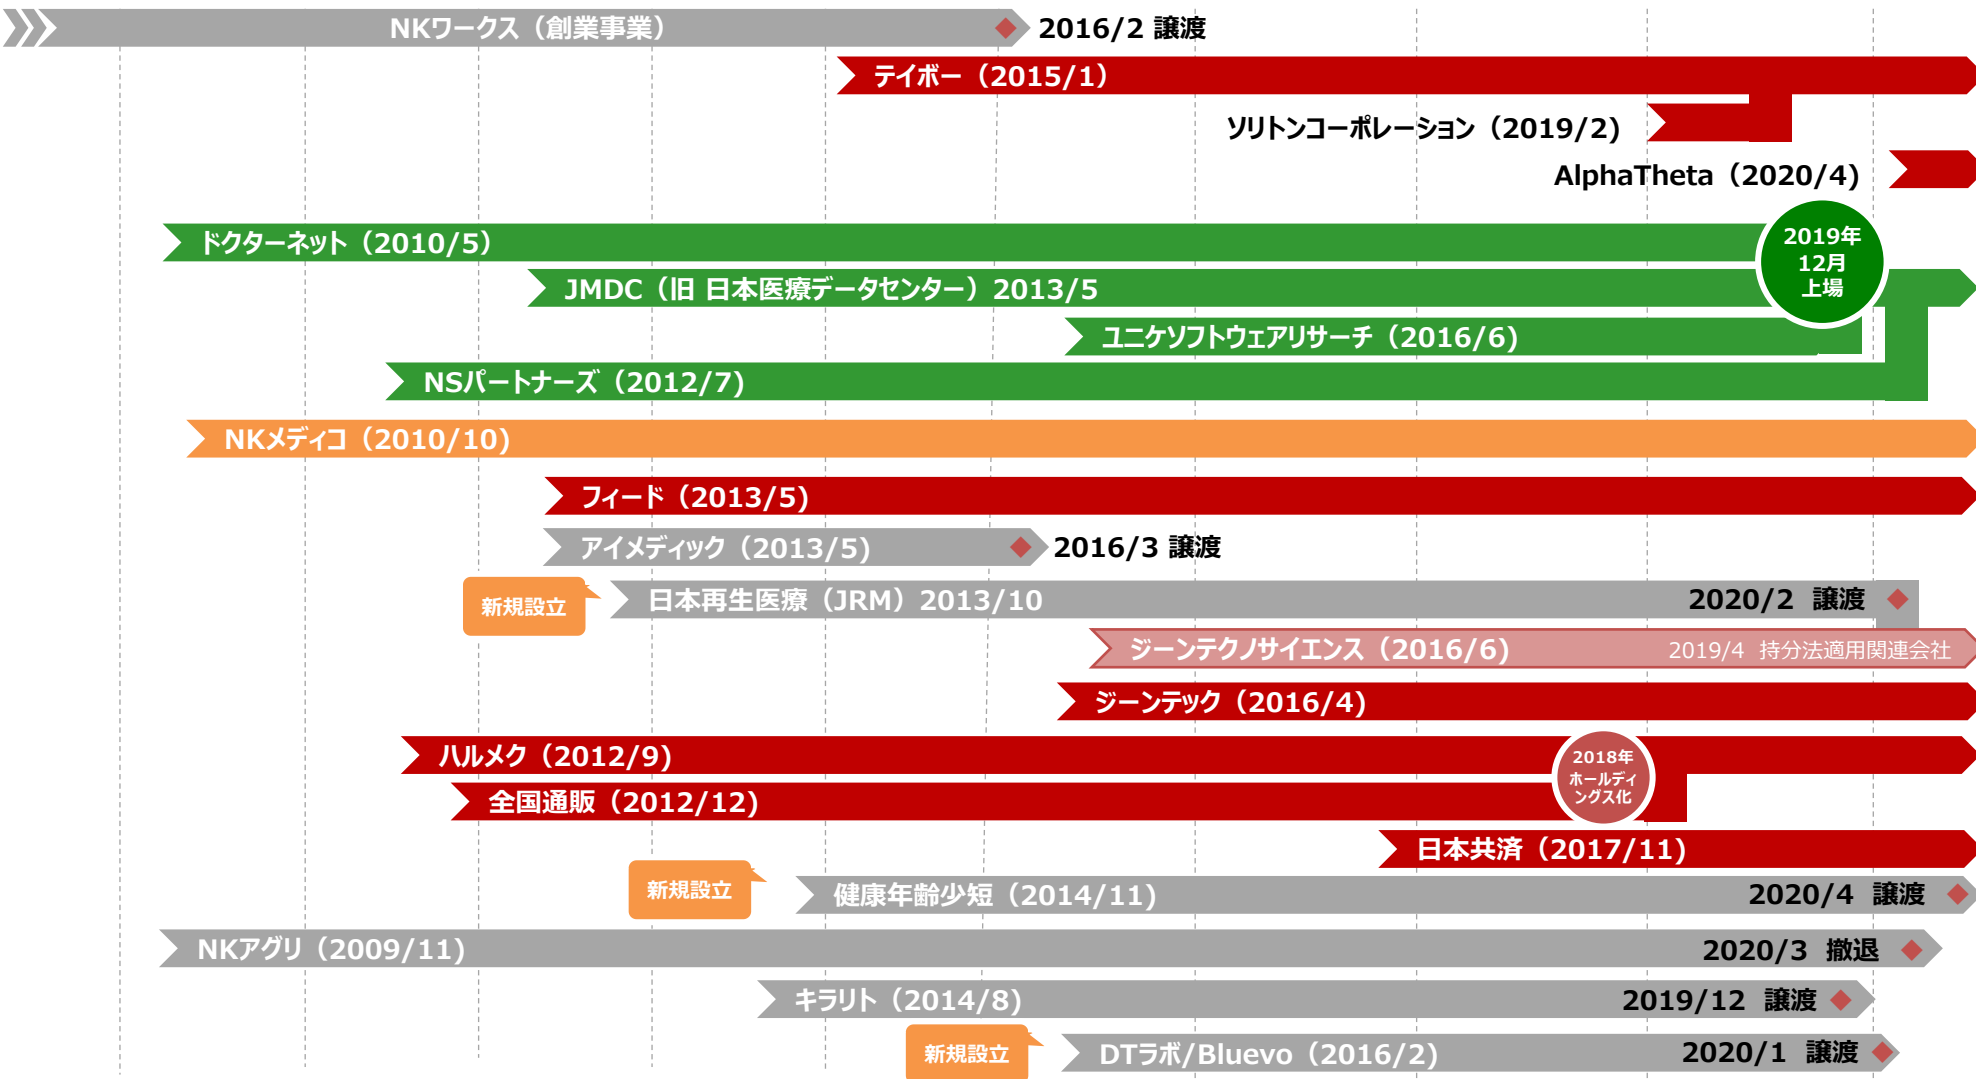 NKワークス（創業事業）
2016/2 譲渡
テイボー（2015/1）
ソリトンコーポレーション（2019/2）
AlphaTheta（2020/4）
ドクターネット（2010/5）
2019年
12月
上場
JMDC（旧 日本医療データセンター）2013/5
ユニケソフトウェアリサーチ（2016/6）
NSパートナーズ（2012/7）
NKメディコ（2010/10）
フィード（2013/5）
アイメディック（2013/5）
2016/3 譲渡
新規設立
日本再生医療（JRM）2013/10
2020/2 譲渡
ジーンテクノサイエンス（2016/6）
2019/4 持分法適用関連会社
ジーンテック（2016/4）
ハルメク（2012/9）
2018年
ホールディ
ングス化
全国通販（2012/12）
日本共済（2017/11）
新規設立
健康年齢少短（2014/11）
2020/4 譲渡
NKアグリ（2009/11）
2020/3 撤退
キラリト（2014/8）
2019/12 譲渡
新規設立
DTラボ/Bluevo（2016/2）
2020/1 譲渡